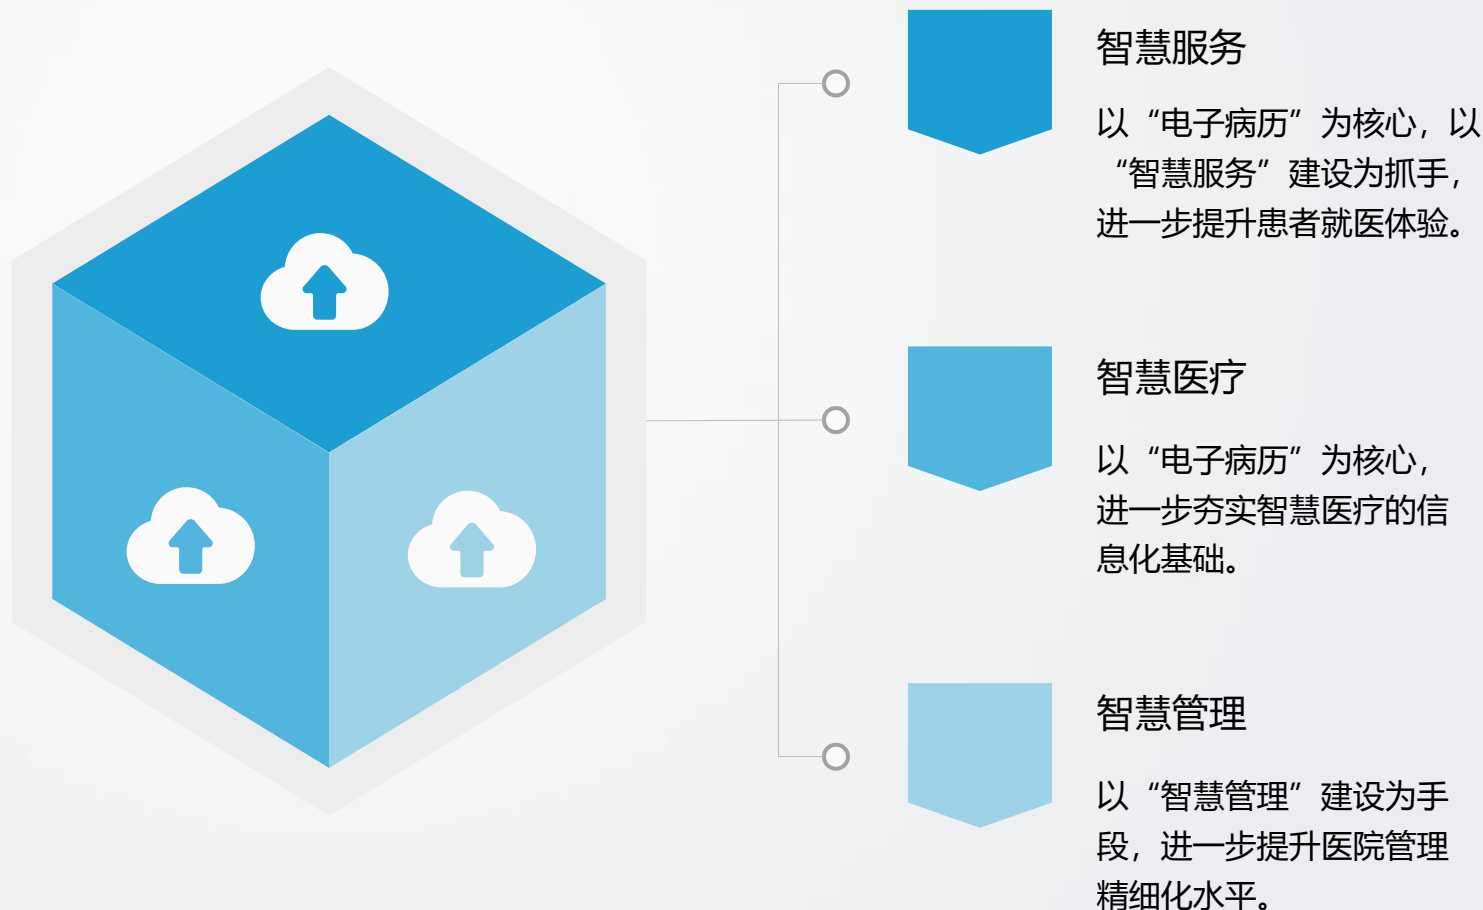 智慧服务
以“电子病历”为核心，以
“智慧服务”建设为抓手，
进一步提升患者就医体验。
智慧医疗
以“电子病历”为核心，
进一步夯实智慧医疗的信
息化基础。
智慧管理
以“智慧管理”建设为手
段，进一步提升医院管理
精细化水平。